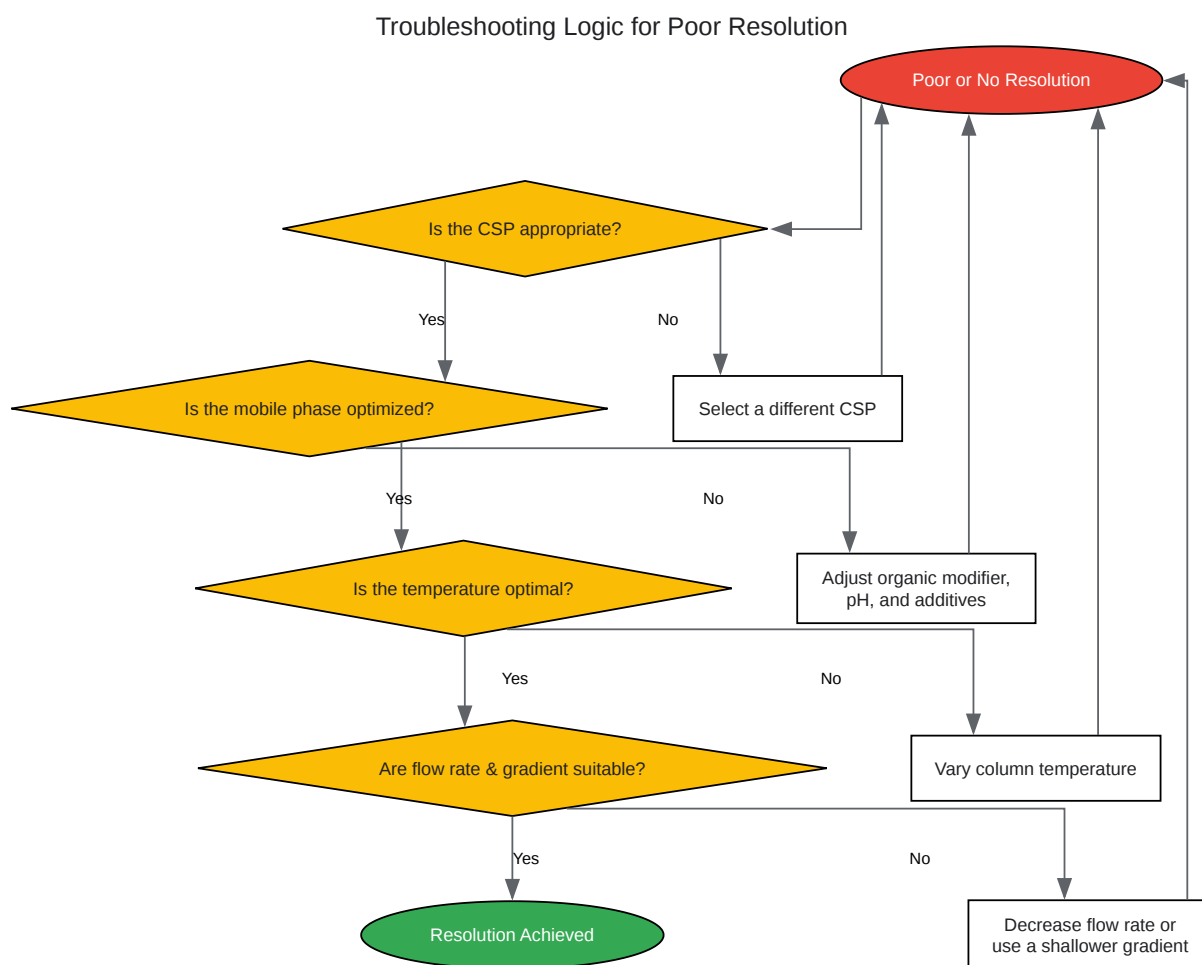 Troubleshooting Logic for Poor Resolution
Poor or No Resolution
Is the CSP appropriate?
Yes
No
Is the mobile phase optimized?
Select a different CSP
Yes
No
Is the temperature optimal?
Adjust organic modifier,
pH, and additives
Yes
No
Are flow rate & gradient suitable?
Vary column temperature
Yes
No
Resolution Achieved
Decrease flow rate or
use a shallower gradient